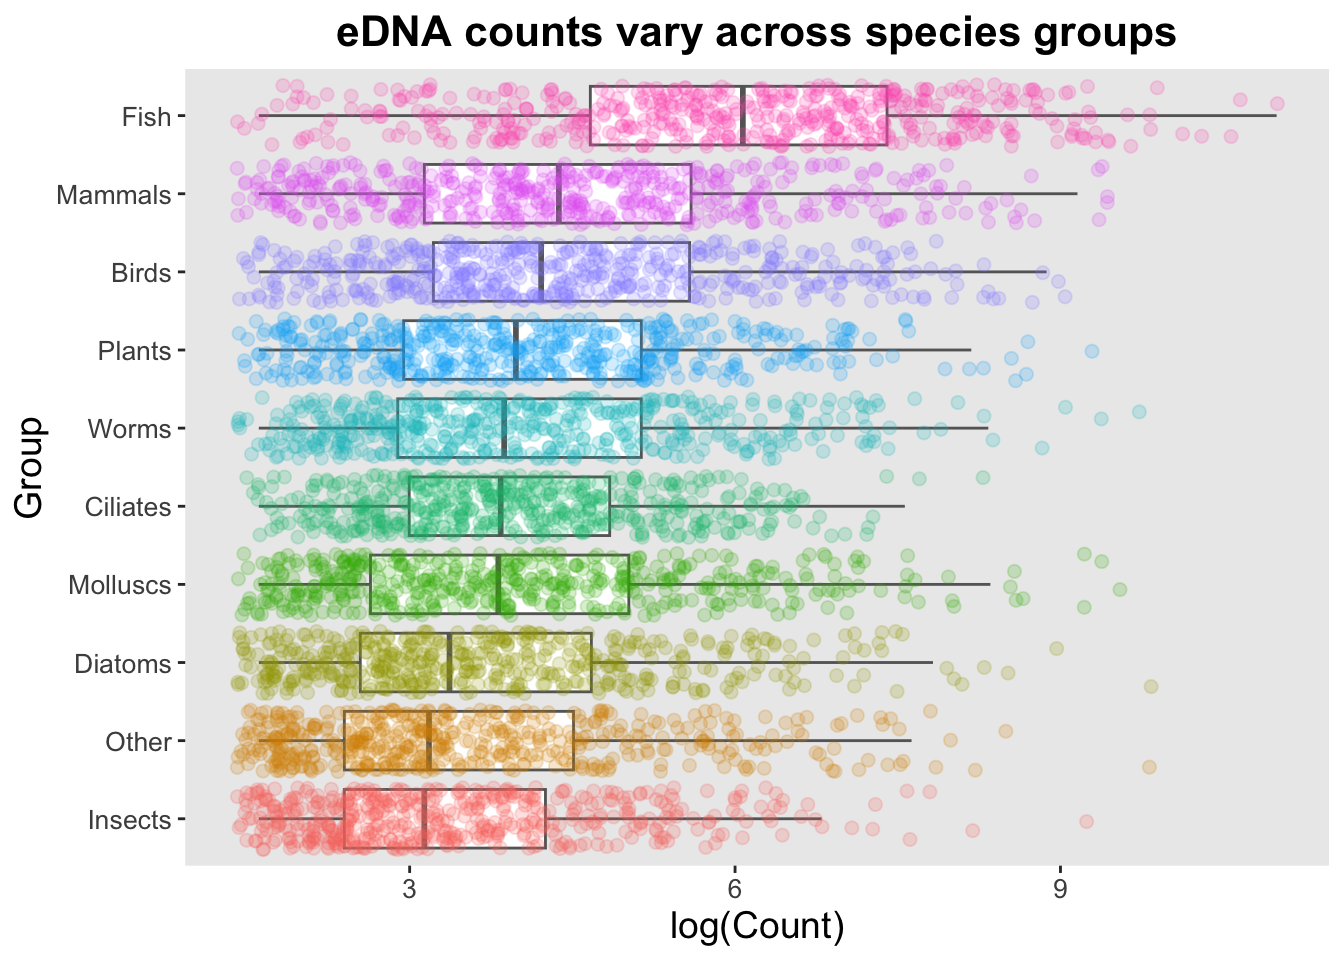 eDNA counts vary across species groups
Group
Fish
Mammals
Birds
Plants
Worms
Ciliates
Molluscs
Diatoms
Other
Insects
3 6 9
log(Count)